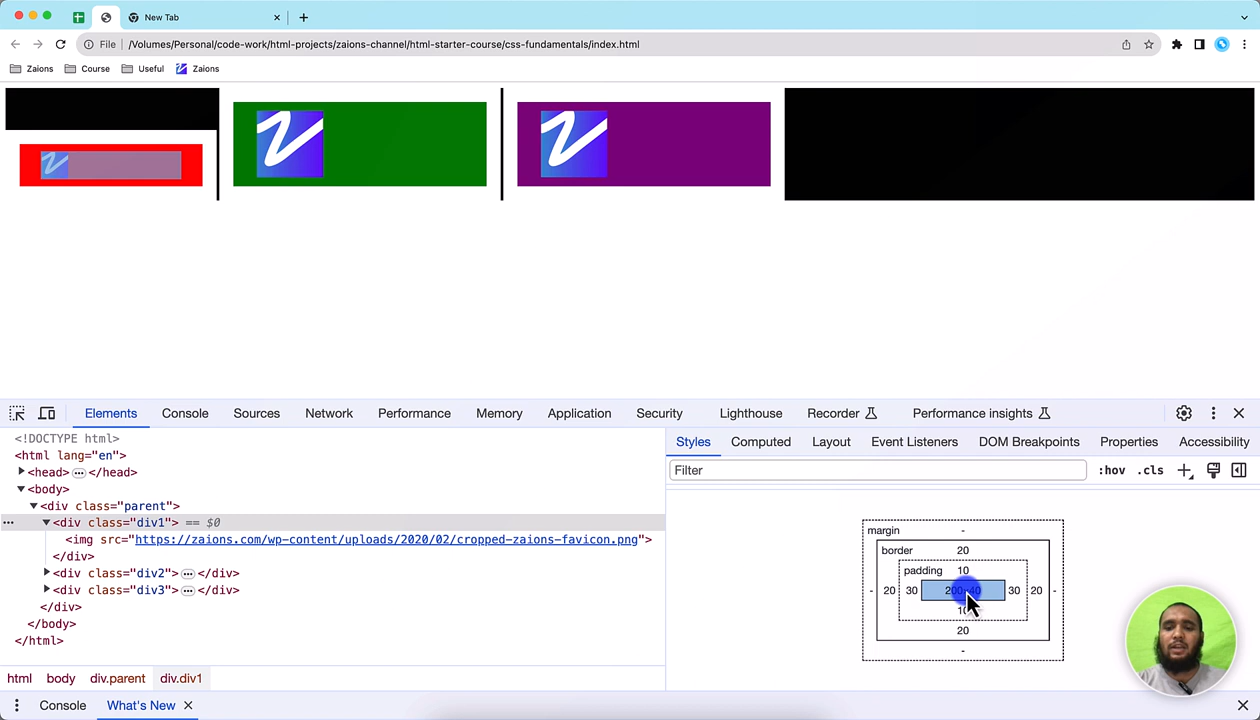 New Tab
File
/Volumes/Personal/code-work/html-projects/zaions-channel/html-starter-course/css-fundamentals/index.html
Zaions Course Useful Zaions
Elements Console Sources Network Performance Memory Application Security Lighthouse Recorder Performance insights
<!DOCTYPE html>
<html lang="en">
<head> ••• </head>
<body>
<div class="parent">
••• <div class="div1"> == $0
<img src="https://zaions.com/wp-content/uploads/2020/02/cropped-zaions-favicon.png">
</div>
<div class="div2"> ••• </div>
<div class="div3"> ••• </div>
</div>
</body>
</html>
html body div.parent div.div1
Styles Computed Layout Event Listeners DOM Breakpoints Properties Accessibility
Filter
:hov .cls
margin -
border 20
padding 10
- 20 30 200×40 30 20 -
20
-
Console What's New